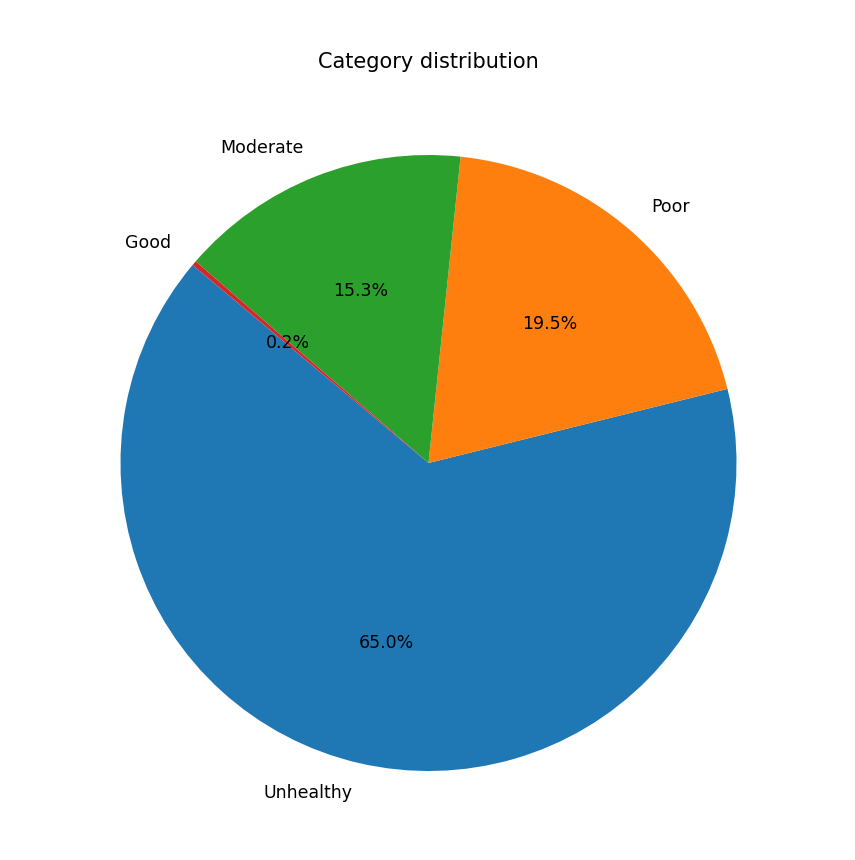 Category distribution
Moderate
Poor
Good
15.3%
19.5%
0.2%
65.0%
Unhealthy